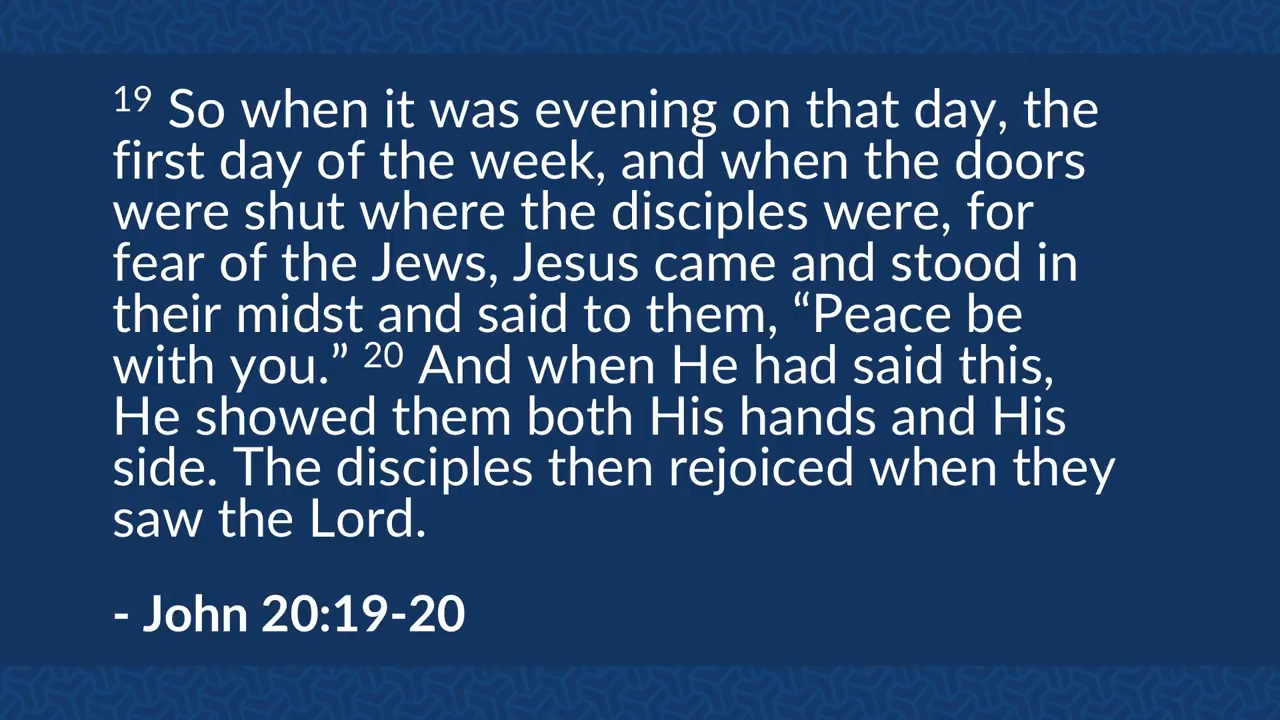 19 So when it was evening on that day, the
first day of the week, and when the doors
were shut where the disciples were, for
fear of the Jews, Jesus came and stood in
their midst and said to them, “Peace be
with you.” 20 And when He had said this,
He showed them both His hands and His
side. The disciples then rejoiced when they
saw the Lord.
- John 20:19-20